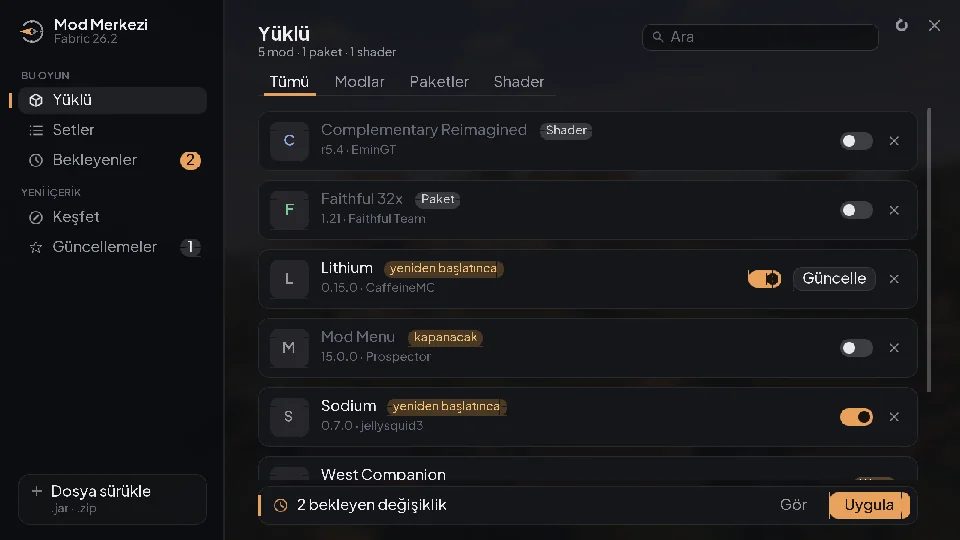 Mod Merkezi
Fabric 26.2
BU OYUN
Yüklü
Setler
Bekleyenler 2
YENİ İÇERİK
Keşfet
Güncellemeler 1
+ Dosya sürükle
.jar · .zip
Yüklü
5 mod · 1 paket · 1 shader
Ara
Tümü Modlar Paketler Shader
C
Complementary Reimagined Shader
r5.4 · EminGT
F
Faithful 32x Paket
1.21 · Faithful Team
L
Lithium yeniden başlatınca
0.15.0 · CaffeineMC
Güncelle
M
Mod Menu kapanacak
15.0.0 · Prospector
S
Sodium yeniden başlatınca
0.7.0 · jellysquid3
West Companion
2 bekleyen değişiklik
Gör
Uygula